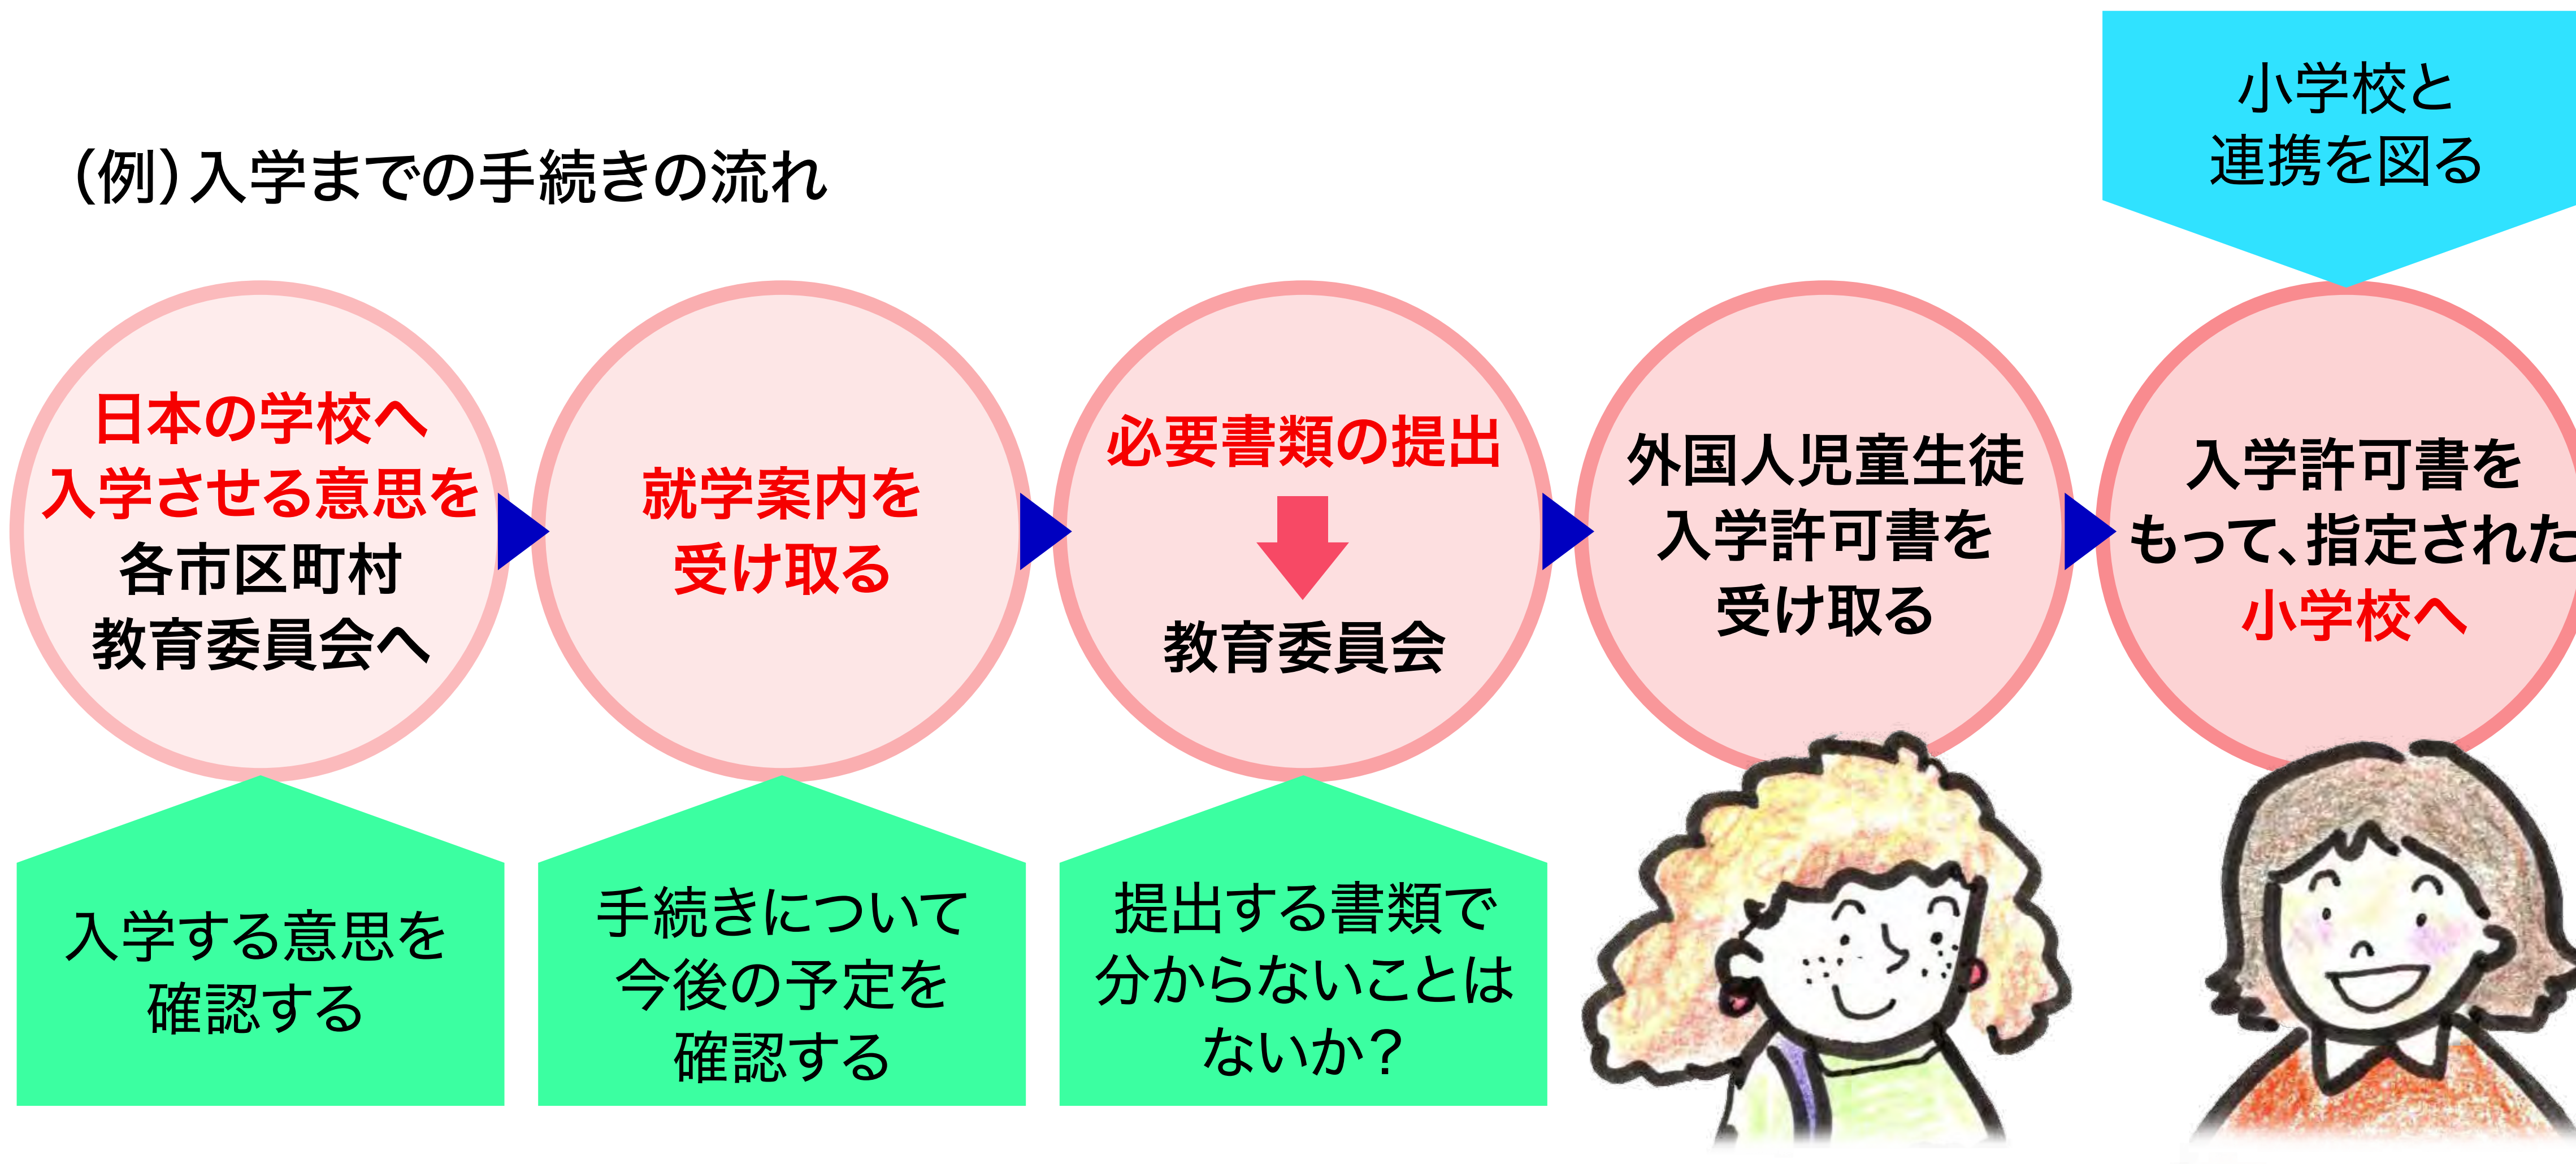 （例）入学までの手続きの流れ
小学校と
連携を図る
日本の学校へ
入学させる意思を
各市区町村
教育委員会へ
就学案内を
受け取る
必要書類の提出
教育委員会
外国人児童生徒
入学許可書を
受け取る
入学許可書を
もって、指定された
小学校へ
入学する意思を
確認する
手続きについて
今後の予定を
確認する
提出する書類で
分からないことは
ないか？